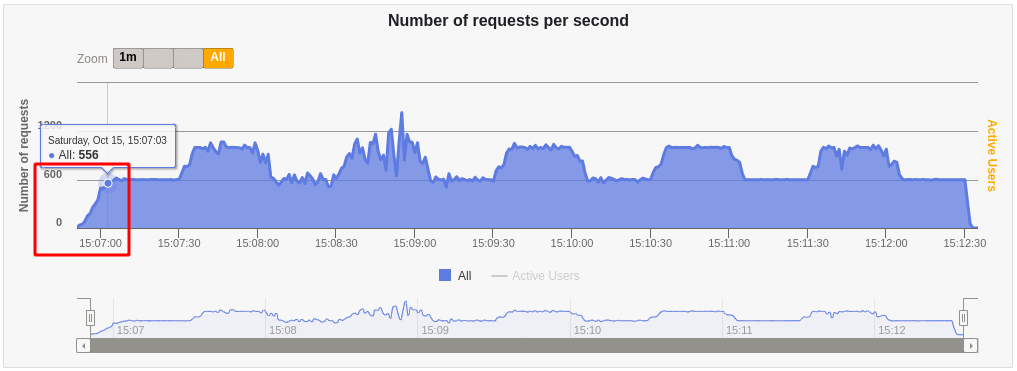 Number of requests per second
Zoom 1m All
Number of requests
Active Users
1200
Saturday, Oct 15, 15:07:03
All: 556
600
0
15:07:00 15:07:30 15:08:00 15:08:30 15:09:00 15:09:30 15:10:00 15:10:30 15:11:00 15:11:30 15:12:00 15:12:30
All Active Users
15:07 15:08 15:09 15:10 15:11 15:12